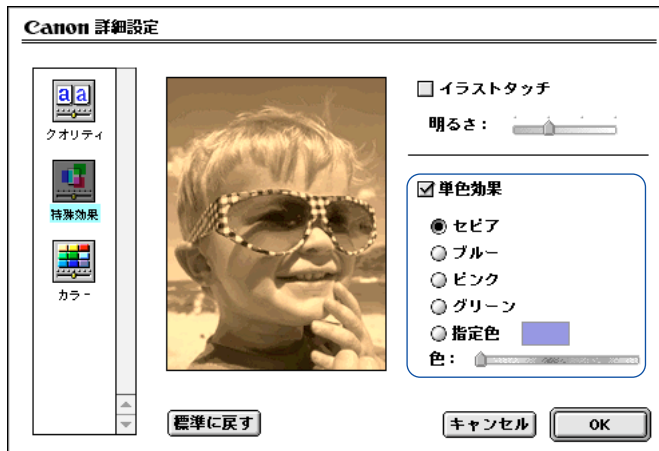 Canon 詳細設定
クオリティ
特殊効果
カラー
イラストタッチ
明るさ：
単色効果
セピア
ブルー
ピンク
グリーン
指定色
色：
標準に戻す
キャンセル
OK